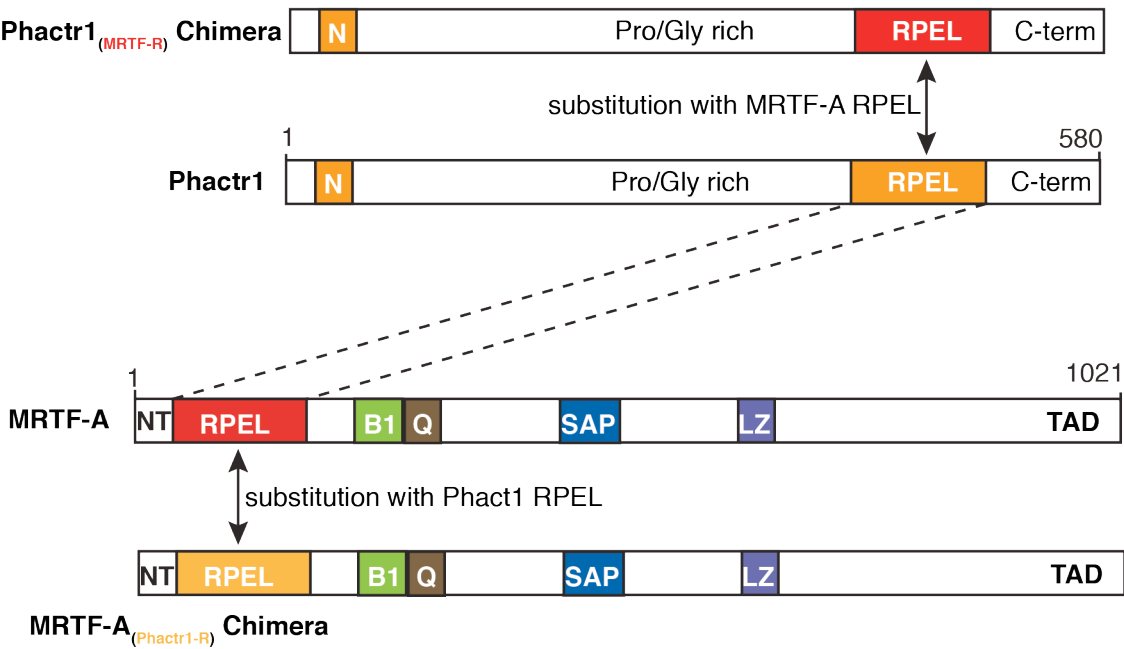 Phactr1(MRTF-R) Chimera N Pro/Gly rich RPEL C-term
substitution with MRTF-A RPEL
1 580
Phactr1 N Pro/Gly rich RPEL C-term
1 1021
MRTF-A NT RPEL B1 Q SAP LZ TAD
substitution with Phact1 RPEL
NT RPEL B1 Q SAP LZ TAD
MRTF-A(Phactr1-R) Chimera